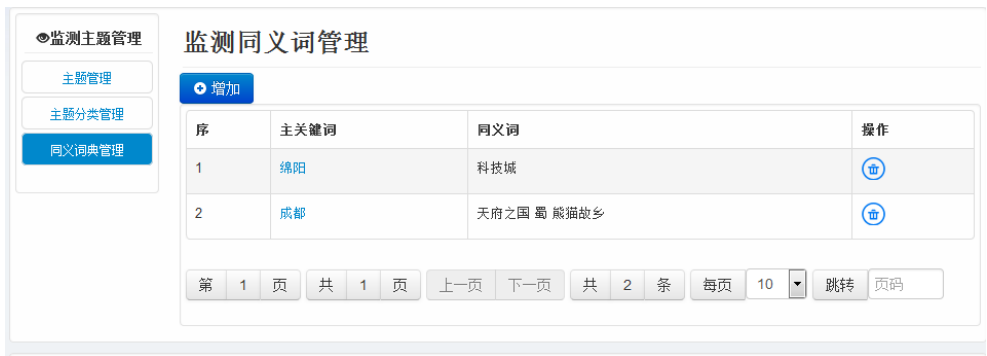 监测主题管理
主题管理
主题分类管理
同义词典管理
监测同义词管理
增加
序 主关键词 同义词 操作
1 绵阳 科技城
2 成都 天府之国 蜀 熊猫故乡
第 1 页 共 1 页 上一页 下一页 共 2 条 每页 10 跳转 页码